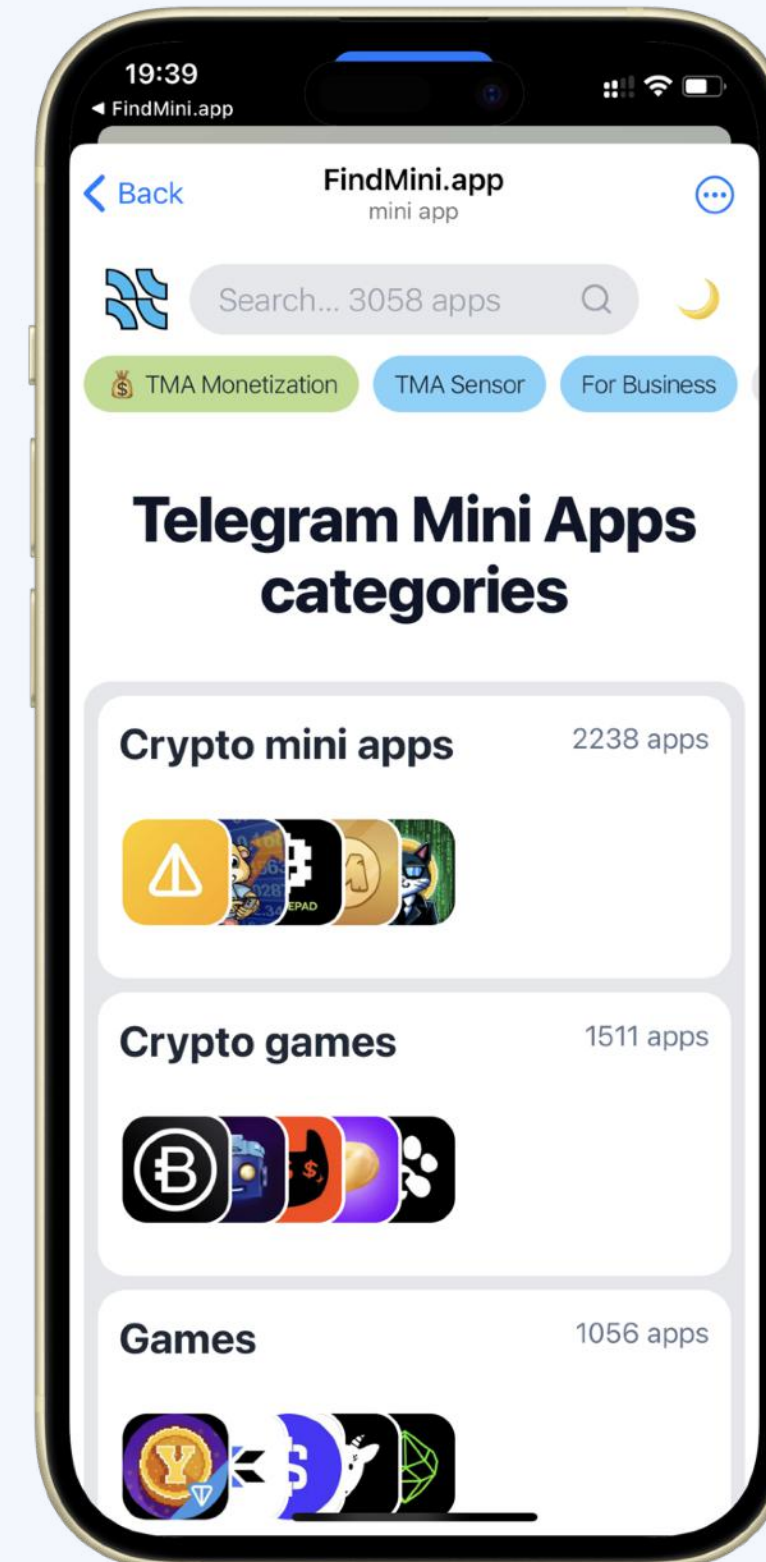 19:39
◀ FindMini.app
Back
FindMini.app
mini app
Search... 3058 apps
TMA Monetization
TMA Sensor
For Business
Telegram Mini Apps
categories
Crypto mini apps
2238 apps
EPAD
Crypto games
1511 apps
Games
1056 apps